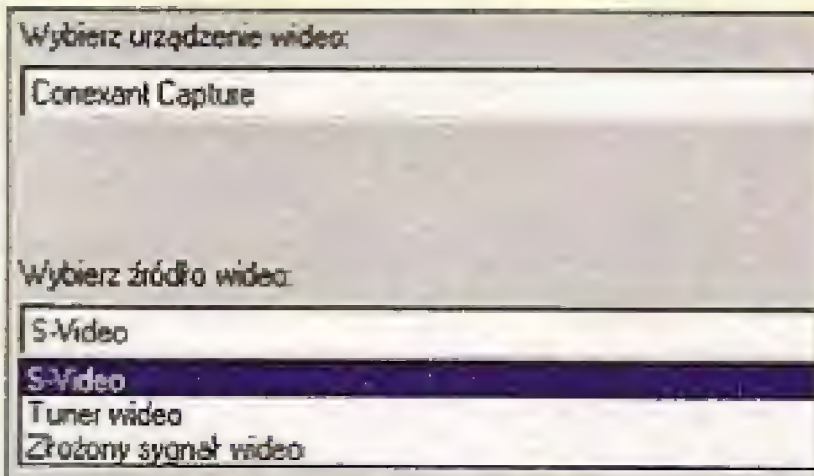 Wybierz urządzenie wideo:
Conexant Capture
Wybierz źródło wideo:
S-Video
S-Video
Tuner wideo
Złożony sygnał wideo